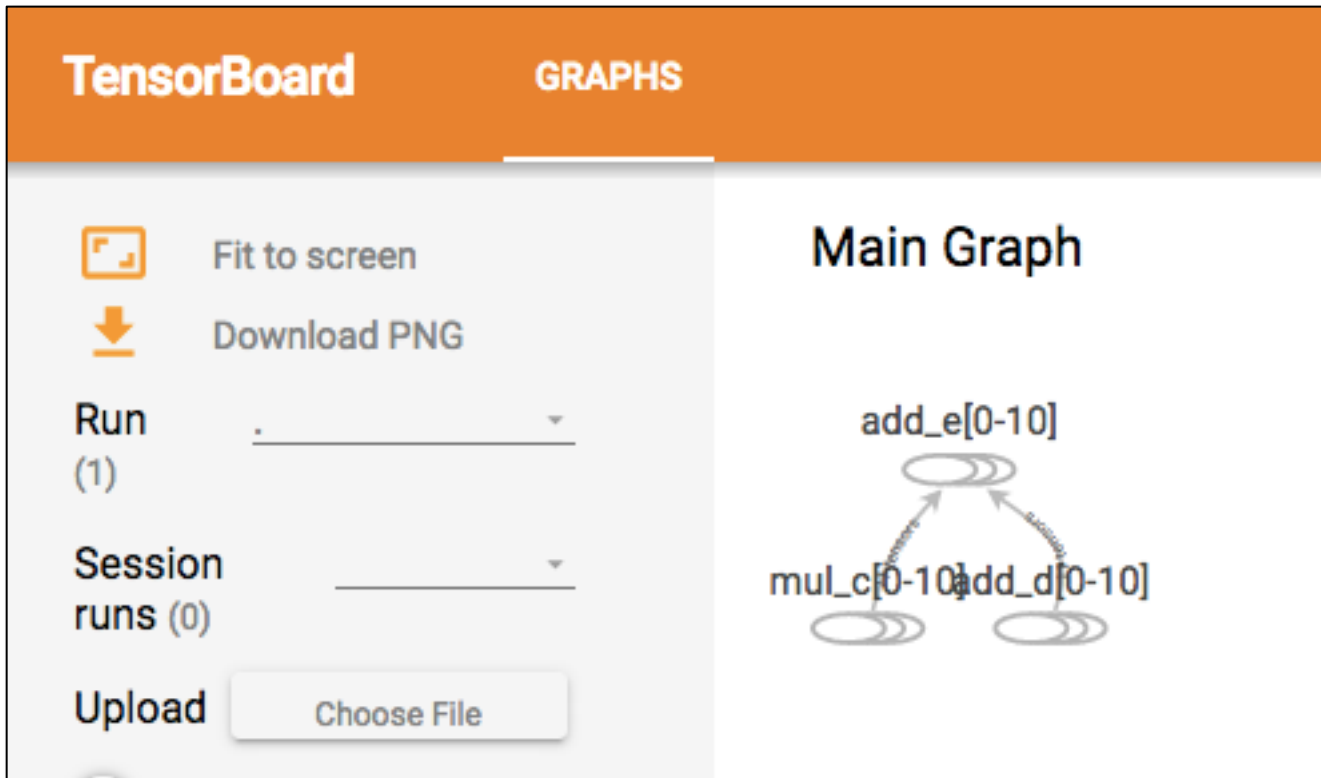 TensorBoard GRAPHS
Fit to screen
Download PNG
Run .
(1)
Session
runs (0)
Upload Choose File
Main Graph
add_e[0-10]
mul_c[0-10] add_d[0-10]